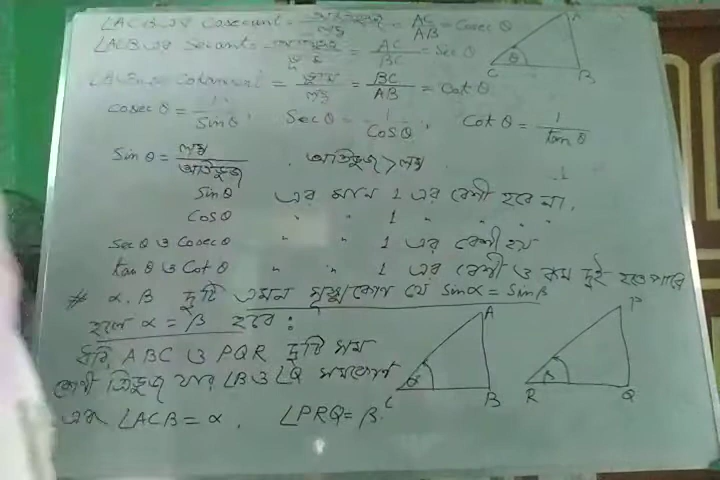 ∠ACB এর Cosecant = অতিভুজ/লম্ব = AC/AB = Cosec θ
∠ACB এর Secant = অতিভুজ/ভূমি = AC/BC = Sec θ
∠ACB এর Cotangent = ভূমি/লম্ব = BC/AB = Cot θ
Cosec θ = 1/Sin θ, Sec θ = 1/Cos θ, Cot θ = 1/tan θ
Sin θ = লম্ব/অতিভুজ . অতিভুজ > লম্ব
Sin θ এর মান 1 এর বেশী হবে না.
Cos θ " " 1 " " " "
Sec θ ও Cosec θ " " 1 এর বেশী হয়
tan θ ও Cot θ " " 1 এর বেশী ও কম দুই হতে পারে
# α, β দুটি এমন সূক্ষ্মকোণ যে Sin α = Sin β
হলে α = β হবে :
ধরি, ABC ও PQR দুটি সম
কোণী ত্রিভুজ যার ∠B ও ∠Q সমকোণ
এবং ∠ACB = α, ∠PRQ = β.
C θ B
A
C α B
P
R β Q